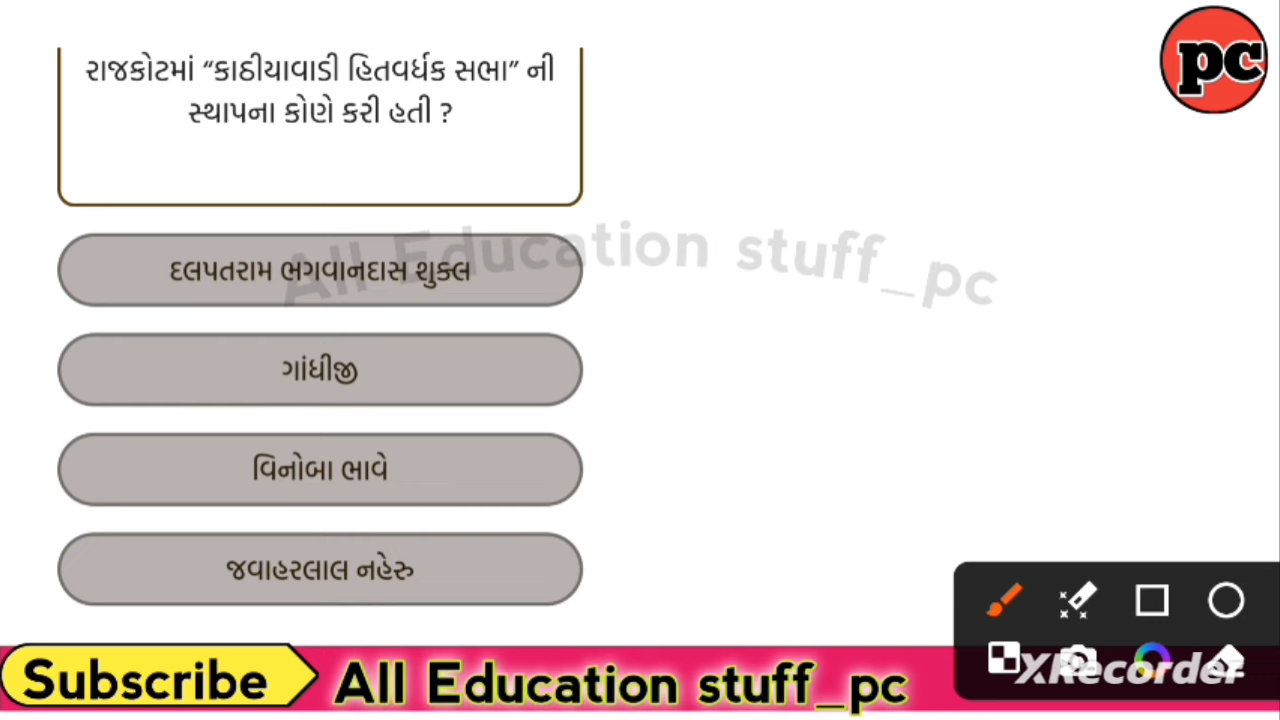 pc
રાજકોટમાં “કાઠીયાવાડી હિતવર્ધક સભા” ની
સ્થાપના કોણે કરી હતી ?
All Education stuff_pc
દલપતરામ ભગવાનદાસ શુક્લ
ગાંધીજી
વિનોબા ભાવે
જવાહરલાલ નહેરુ
XRecorder
Subscribe All Education stuff_pc